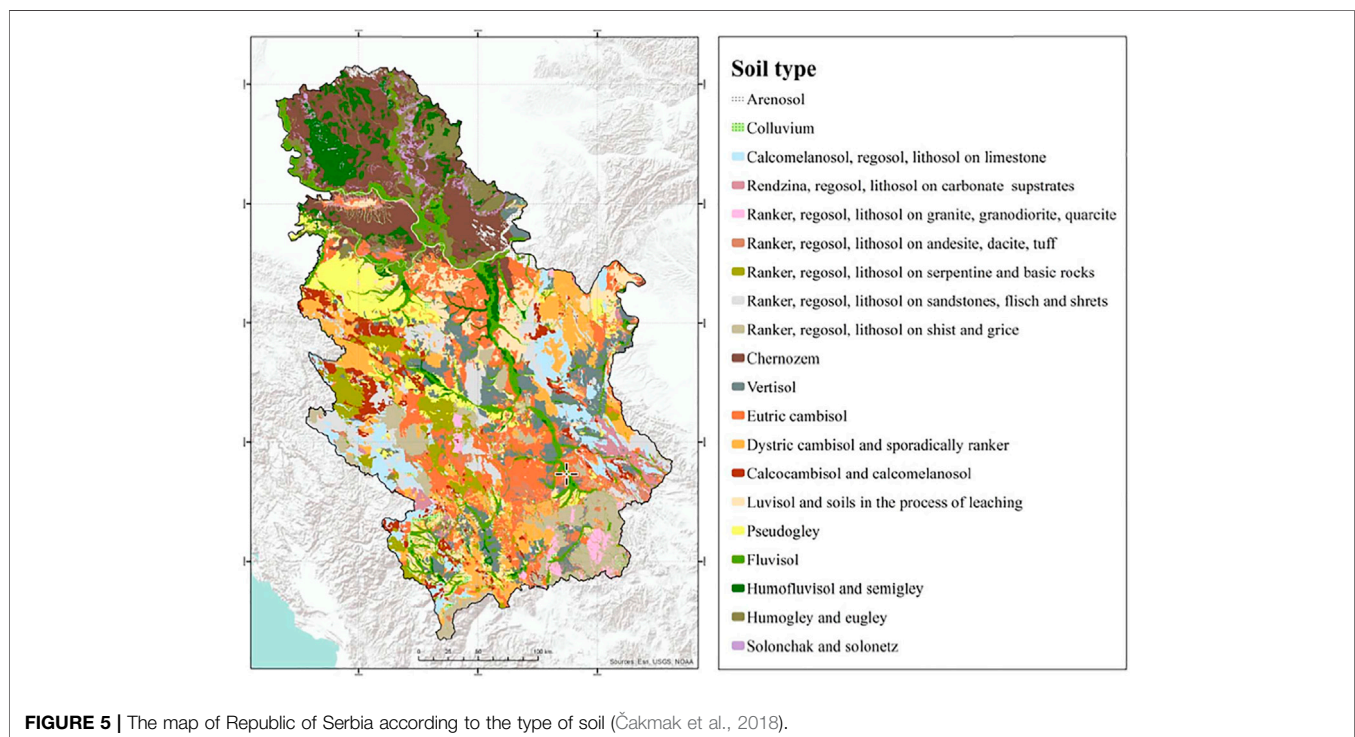 Soil type
Arenosol
Colluvium
Calcomelanosol, regosol, lithosol on limestone
Rendzina, regosol, lithosol on carbonate supstrates
Ranker, regosol, lithosol on granite, granodiorite, quarcite
Ranker, regosol, lithosol on andesite, dacite, tuff
Ranker, regosol, lithosol on serpentine and basic rocks
Ranker, regosol, lithosol on sandstones, flisch and shrets
Ranker, regosol, lithosol on shist and grice
Chernozem
Vertisol
Eutric cambisol
Dystric cambisol and sporadically ranker
Calcocambisol and calcomelanosol
Luvisol and soils in the process of leaching
Pseudogley
Fluvisol
Humofluvisol and semigley
Humogley and eugley
Solonchak and solonetz
0 25 50 100 km
Sources: Esri, USGS, NOAA
FIGURE 5 | The map of Republic of Serbia according to the type of soil (Čakmak et al., 2018).